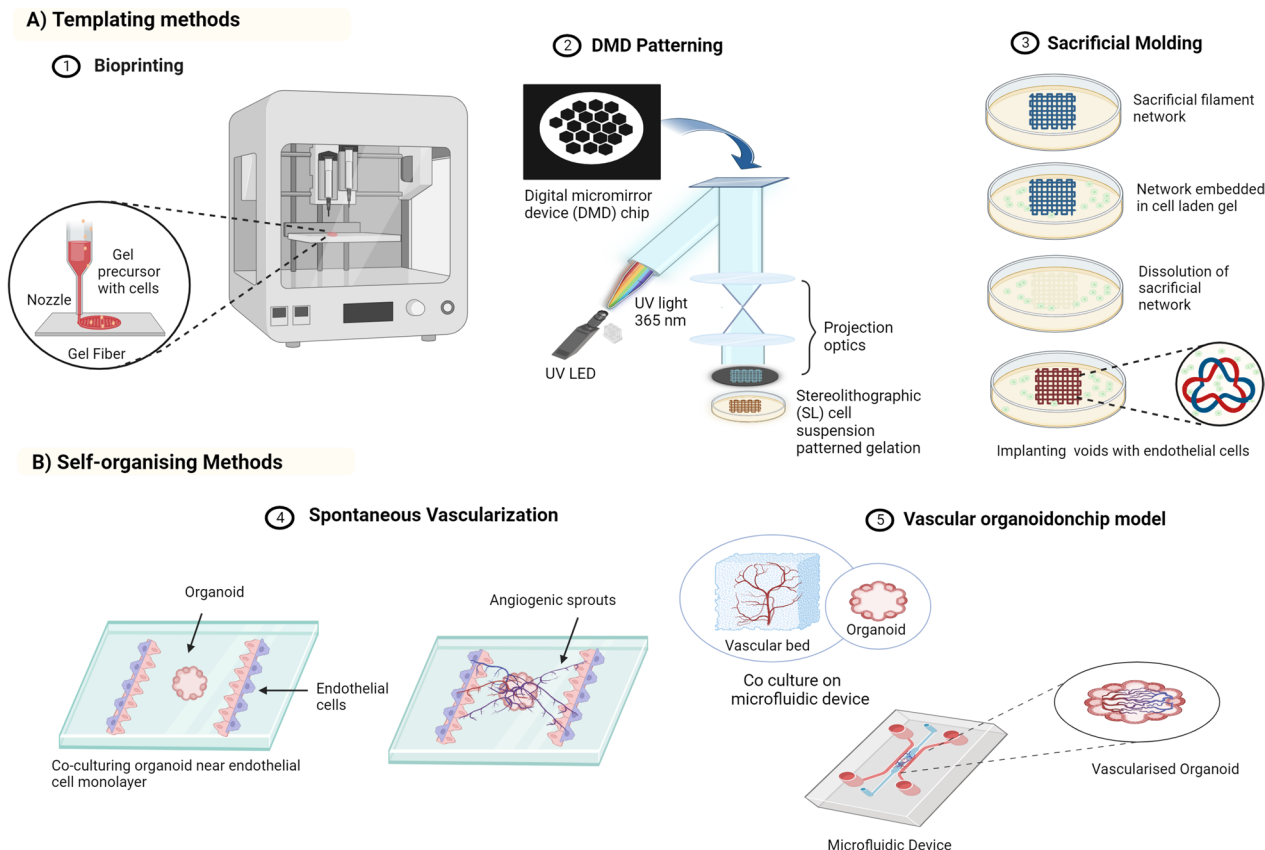 A) Templating methods
1 Bioprinting
Gel
precursor
with cells
Nozzle
Gel Fiber
2 DMD Patterning
Digital micromirror
device (DMD) chip
UV light
365 nm
UV LED
Projection
optics
Stereolithographic
(SL) cell
suspension
patterned gelation
3 Sacrificial Molding
Sacrificial filament
network
Network embedded
in cell laden gel
Dissolution of
sacrificial
network
Implanting voids with endothelial cells
B) Self-organising Methods
4 Spontaneous Vascularization
Organoid
Endothelial
cells
Co-culturing organoid near endothelial
cell monolayer
Angiogenic sprouts
5 Vascular organoidonchip model
Vascular bed
Organoid
Co culture on
microfluidic device
Microfluidic Device
Vascularised Organoid